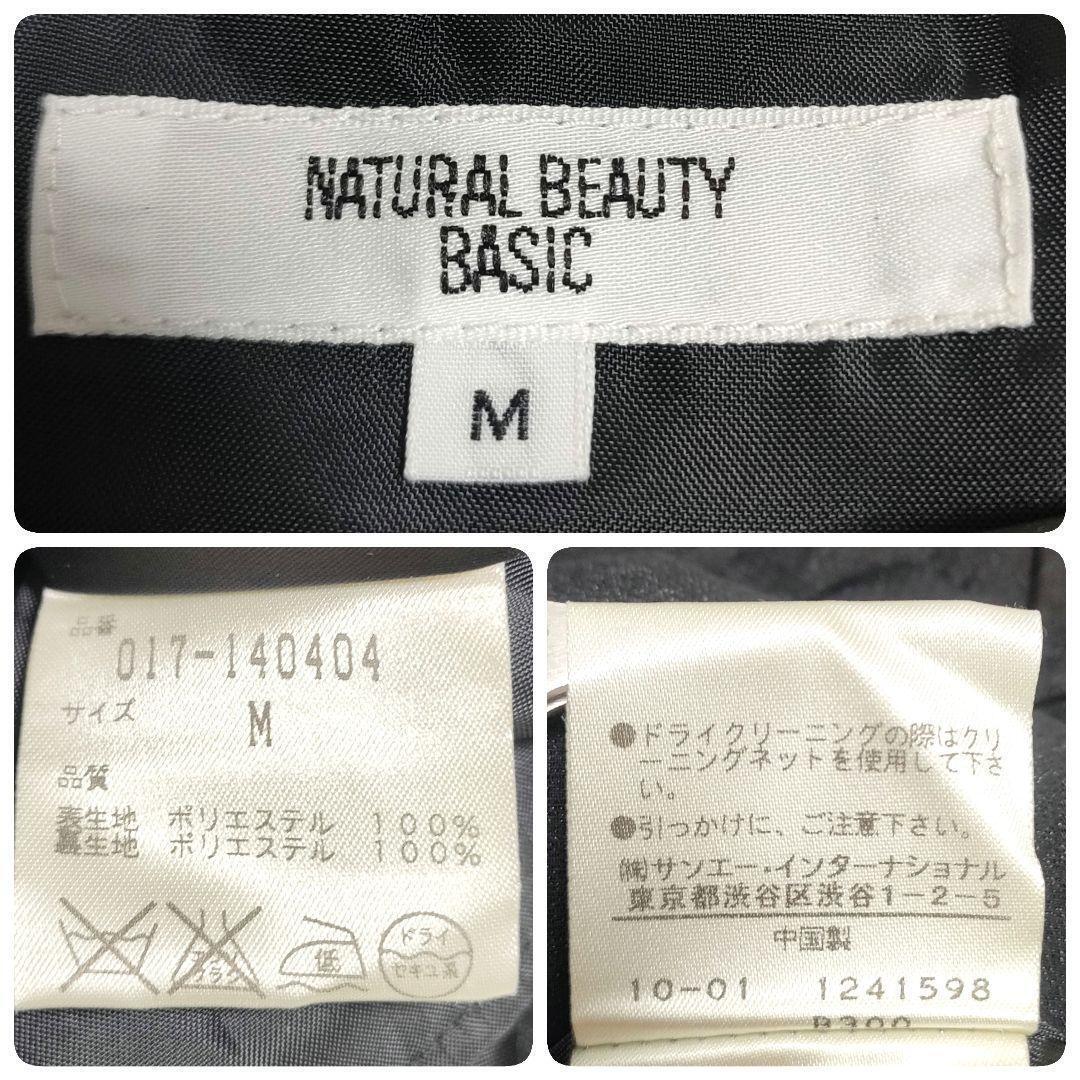 NATURAL BEAUTY
BASIC
M
品番
017-140404
サイズ
M
品質
表生地 ポリエステル 100%
裏生地 ポリエステル 100%
低
ドライ
セキユ系
●ドライクリーニングの際はクリ
ーニングネットを使用して下さ
い。
●引っかけに、ご注意下さい。
㈱サンエー・インターナショナル
東京都渋谷区渋谷1-2-5
中国製
10-01 1241598